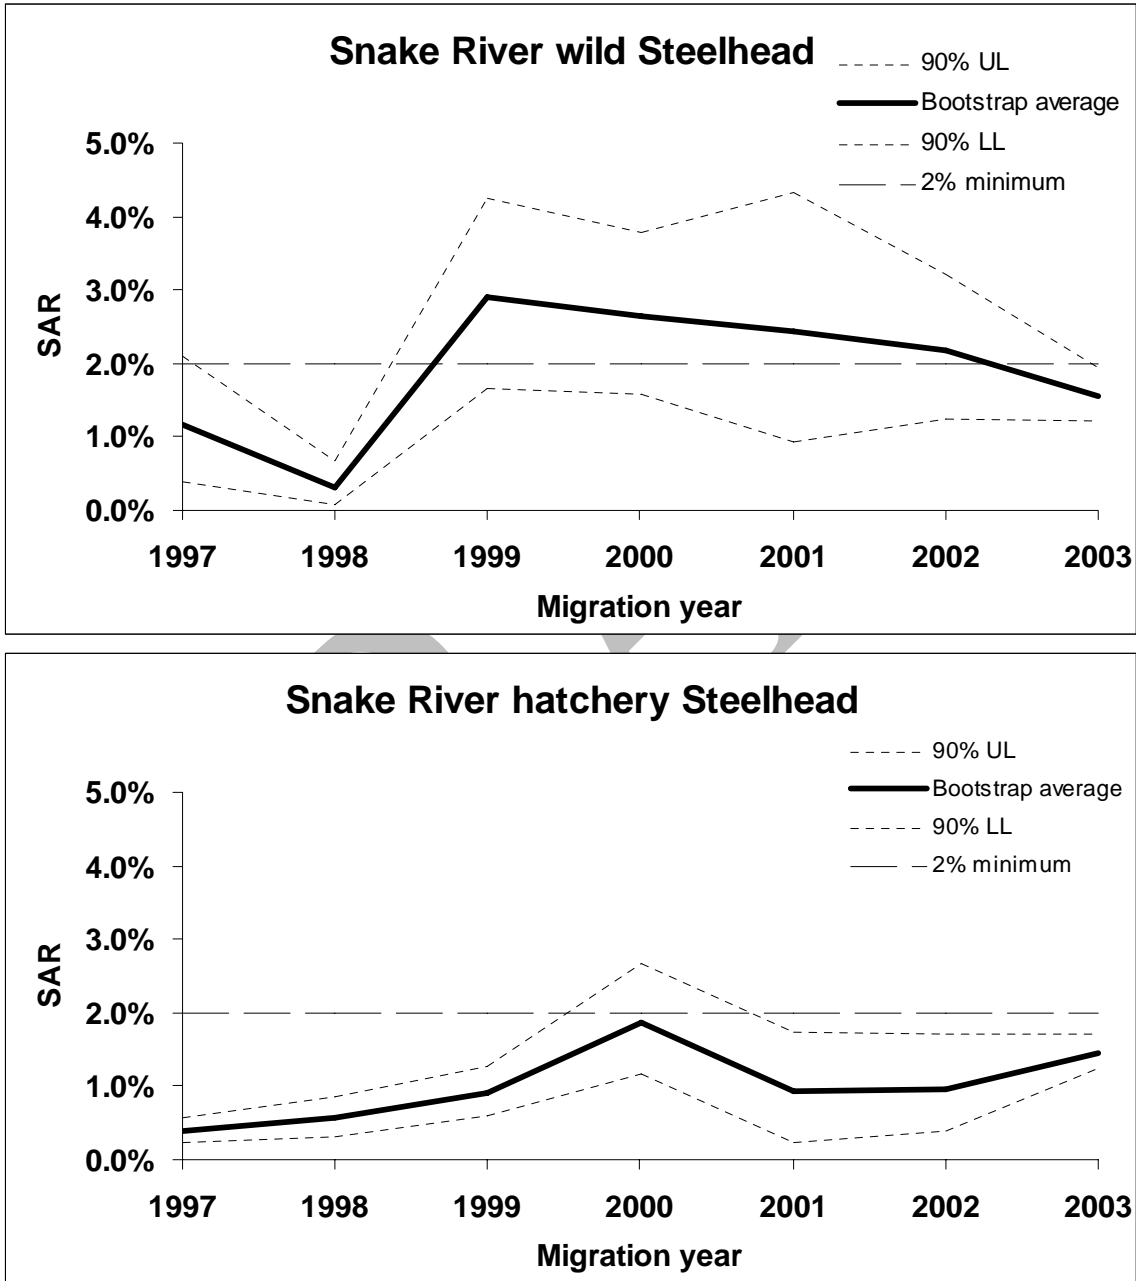 Snake River wild Steelhead
90% UL
Bootstrap average
90% LL
2% minimum
5.0%
4.0%
3.0%
2.0%
1.0%
0.0%
SAR
1997 1998 1999 2000 2001 2002 2003
Migration year
Snake River hatchery Steelhead
90% UL
Bootstrap average
90% LL
2% minimum
5.0%
4.0%
3.0%
2.0%
1.0%
0.0%
SAR
1997 1998 1999 2000 2001 2002 2003
Migration year